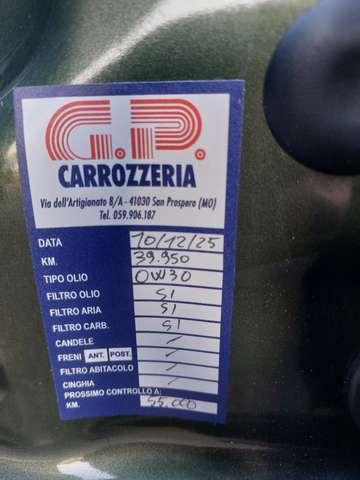 G.P.
CARROZZERIA
Via dell'Artigianato 8/A - 41030 San Prospero (MO)
Tel. 059.906.187
DATA 10/12/25
KM. 39.950
TIPO OLIO 0W30
FILTRO OLIO SI
FILTRO ARIA SI
FILTRO CARB. SI
CANDELE /
FRENI ANT. POST. /
FILTRO ABITACOLO /
CINGHIA /
PROSSIMO CONTROLLO A:
KM. 55 000